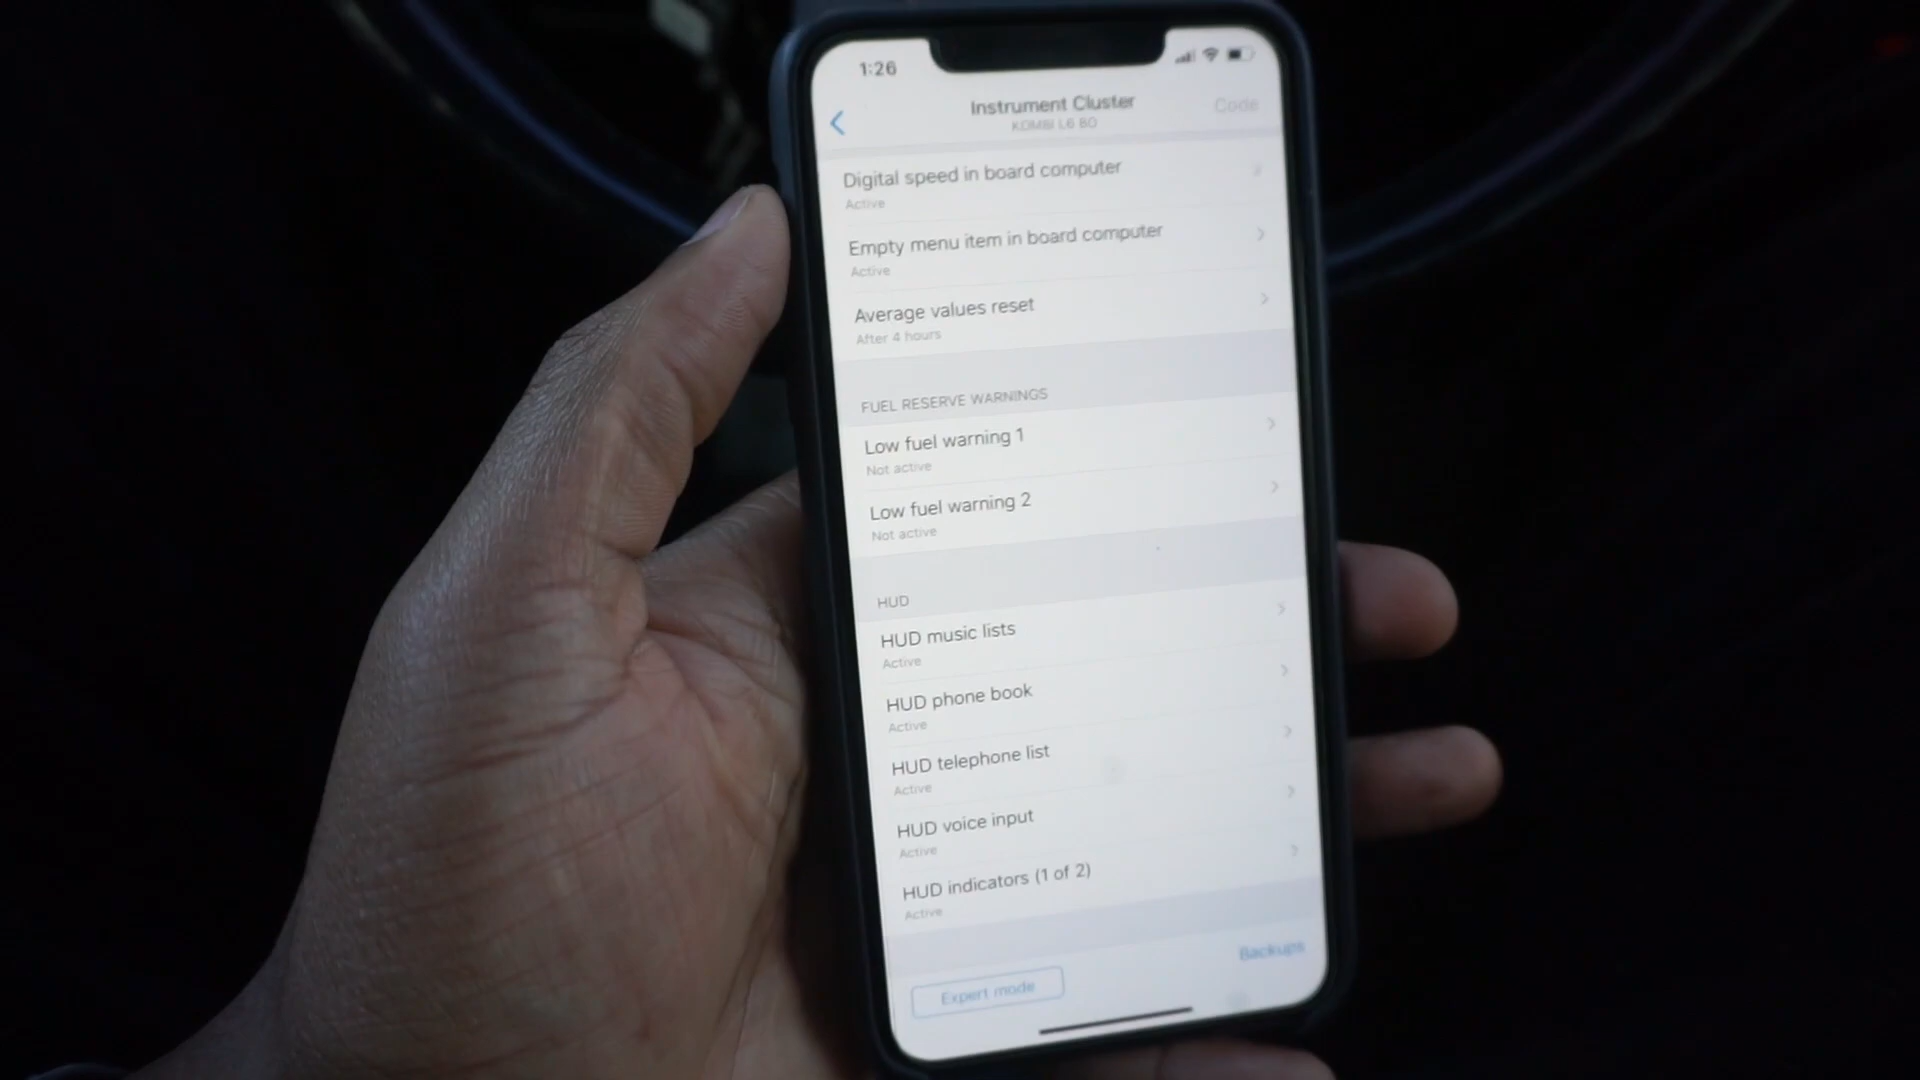 1:26
Instrument Cluster
Code
KOMBI L6 BO
Digital speed in board computer
Active
Empty menu item in board computer
Active
Average values reset
After 4 hours
FUEL RESERVE WARNINGS
Low fuel warning 1
Not active
Low fuel warning 2
Not active
HUD
HUD music lists
Active
HUD phone book
Active
HUD telephone list
Active
HUD voice input
Active
HUD indicators (1 of 2)
Active
Backups
Expert mode